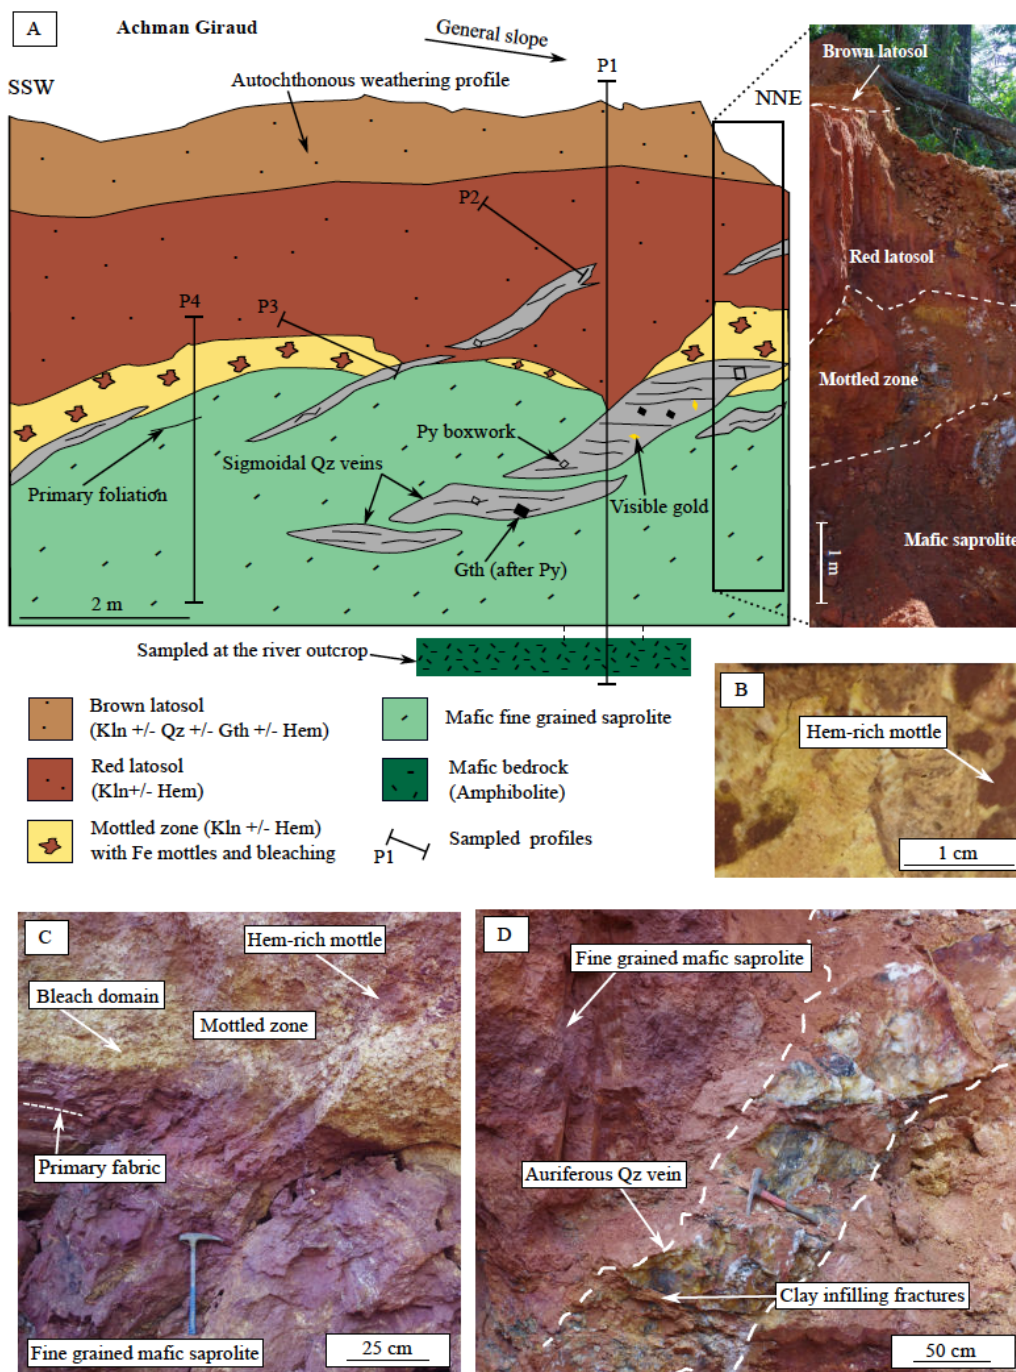 A
Achman Giraud
General slope
P1
SSW
NNE
Autochthonous weathering profile
P2
P4
P3
Py boxwork
Sigmoidal Qz veins
Primary foliation
Visible gold
Gth (after Py)
2 m
Sampled at the river outcrop
Brown latosol
Red latosol
Mottled zone
Mafic saprolite
1 m
Brown latosol
(Kln +/- Qz +/- Gth +/- Hem)
Red latosol
(Kln+/- Hem)
Mottled zone (Kln +/- Hem)
with Fe mottles and bleaching
Mafic fine grained saprolite
Mafic bedrock
(Amphibolite)
P1
Sampled profiles
B
Hem-rich mottle
1 cm
C
Hem-rich mottle
Bleach domain
Mottled zone
Primary fabric
Fine grained mafic saprolite
25 cm
D
Fine grained mafic saprolite
Auriferous Qz vein
Clay infilling fractures
50 cm